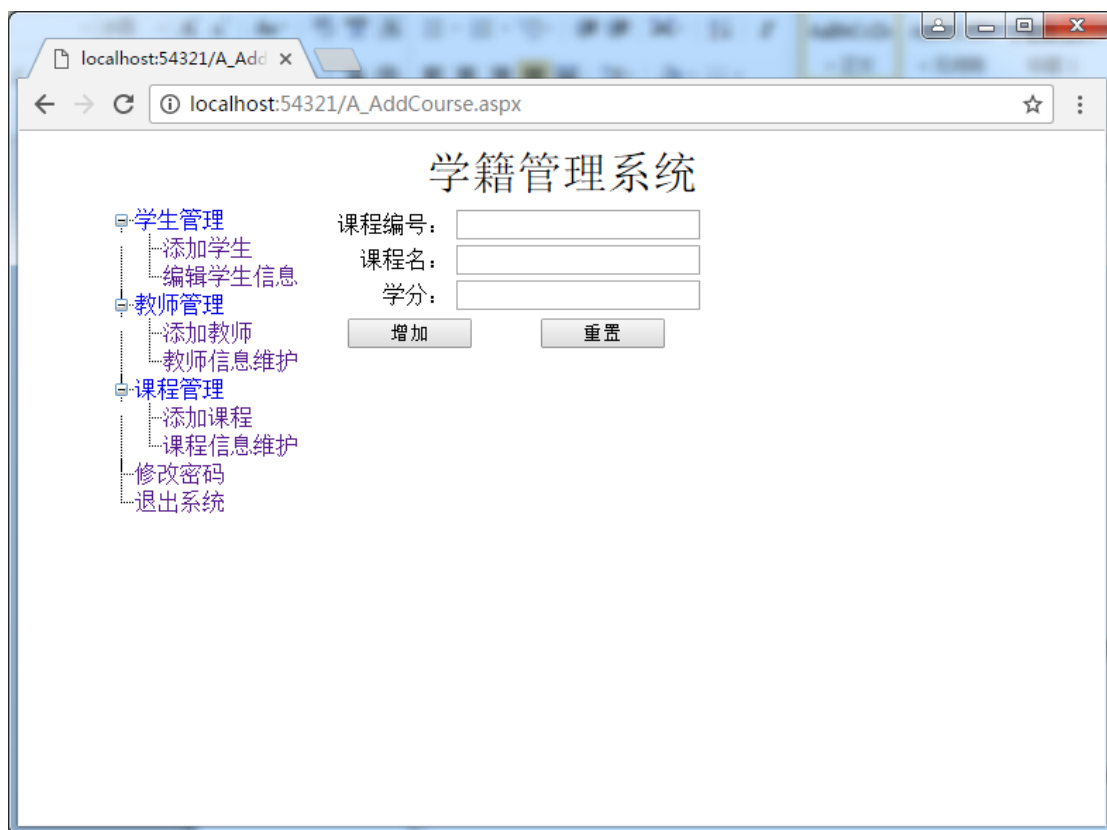 localhost:54321/A_Add
localhost:54321/A_AddCourse.aspx
学籍管理系统
学生管理
添加学生
编辑学生信息
教师管理
添加教师
教师信息维护
课程管理
添加课程
课程信息维护
修改密码
退出系统
课程编号：
课程名：
学分：
增加 重置